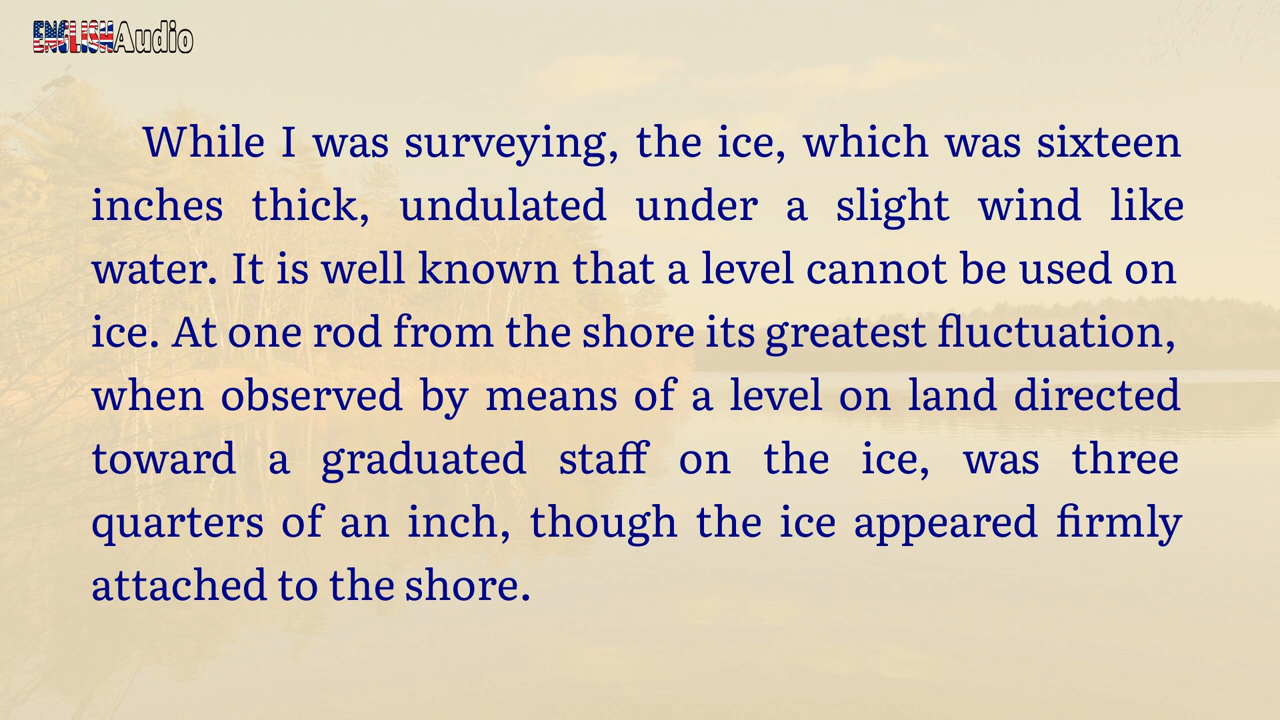 ENGLISHAudio
While I was surveying, the ice, which was sixteen
inches thick, undulated under a slight wind like
water. It is well known that a level cannot be used on
ice. At one rod from the shore its greatest fluctuation,
when observed by means of a level on land directed
toward a graduated staff on the ice, was three
quarters of an inch, though the ice appeared firmly
attached to the shore.